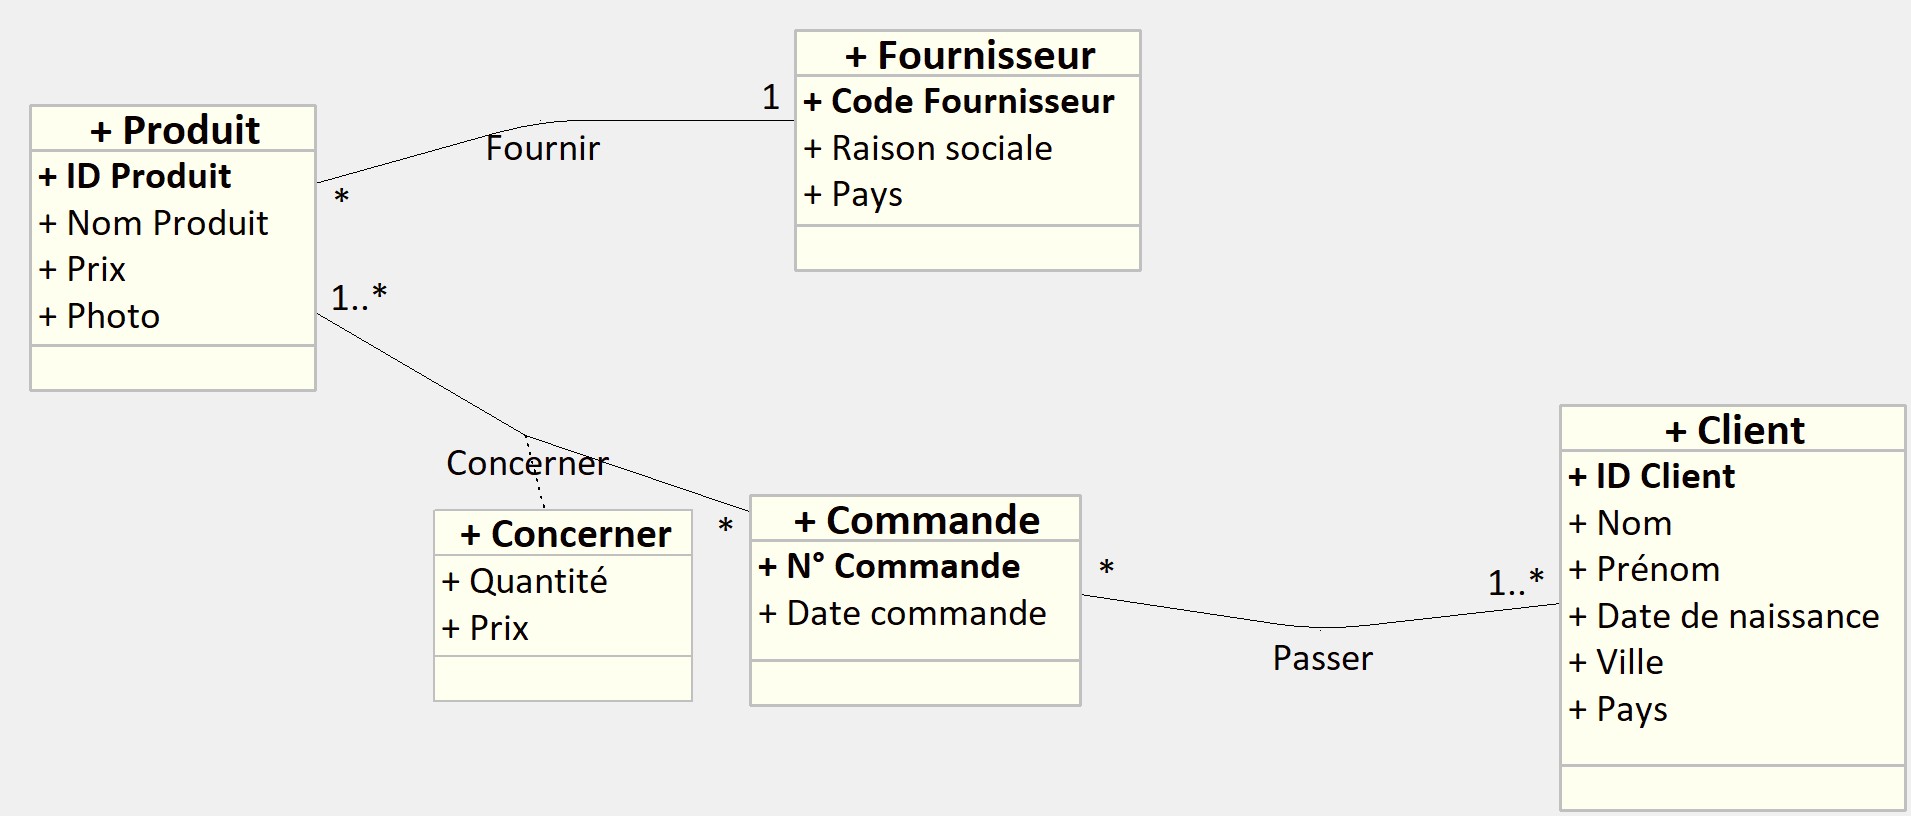 + Fournisseur
+ Code Fournisseur
+ Raison sociale
+ Pays
1
Fournir
*
+ Produit
+ ID Produit
+ Nom Produit
+ Prix
+ Photo
1..*
Concerner
*
+ Concerner
+ Quantité
+ Prix
+ Commande
+ N° Commande
+ Date commande
*
Passer
1..*
+ Client
+ ID Client
+ Nom
+ Prénom
+ Date de naissance
+ Ville
+ Pays